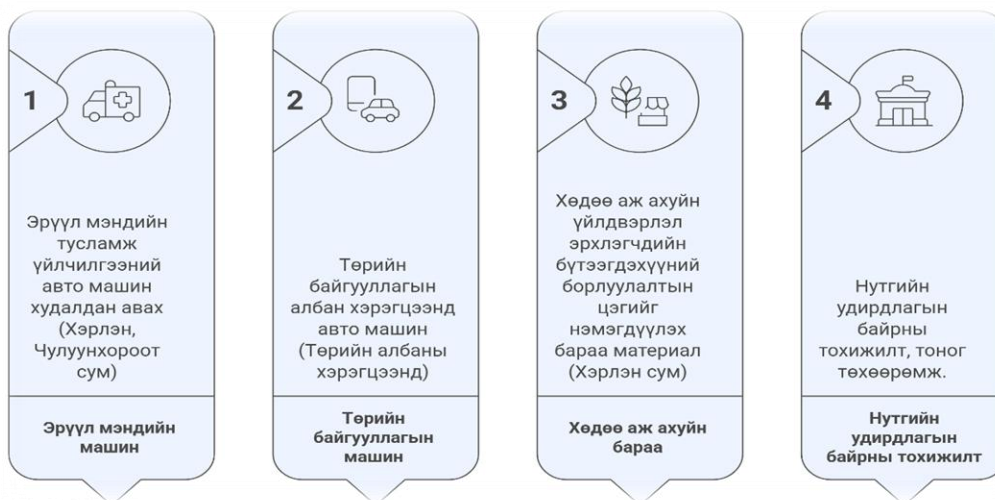 1
Эрүүл мэндийн
тусламж
үйлчилгээний
авто машин
худалдан авах
(Хэрлэн,
Чулуунхороот
сум)
Эрүүл мэндийн
машин
2
Төрийн
байгууллагын
албан хэрэгцээнд
авто машин
(Төрийн албаны
хэрэгцээнд)
Төрийн
байгууллагын
машин
3
Хөдөө аж ахуйн
үйлдвэрлэл
эрхлэгчдийн
бүтээгдэхүүний
борлуулалтын
цэгийг
нэмэгдүүлэх
бараа материал
(Хэрлэн сум)
Хөдөө аж ахуйн
бараа
4
Нутгийн
удирдлагын
байрны
тохижилт, тоног
төхөөрөмж.
Нутгийн
удирдлагын
байрны тохижилт